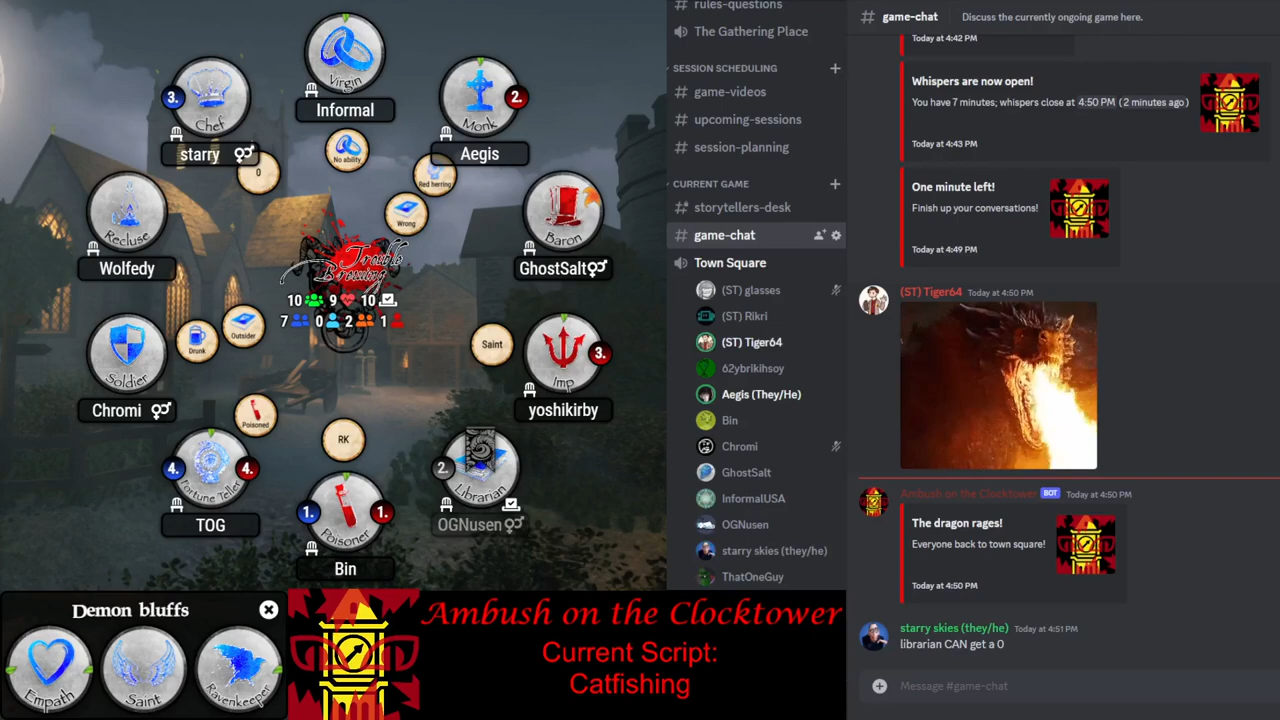 Virgin
Informal
No ability
3.
Chef
starry
0
Monk
2.
Aegis
Red herring
Wrong
Recluse
Wolfedy
Baron
GhostSalt
Trouble
Brewing
10 9 10
7 0 2 1
Soldier
Chromi
Drunk
Outsider
Saint
Imp
3.
yoshikirby
Poisoned
4.
Fortune Teller
4.
TOG
RK
1.
Poisoner
1.
Bin
2.
Librarian
OGNusen
Demon bluffs
Empath
Saint
Ravenkeeper
Ambush on the Clocktower
Current Script:
Catfishing
rules-questions
The Gathering Place
SESSION SCHEDULING
game-videos
upcoming-sessions
session-planning
CURRENT GAME
storytellers-desk
game-chat
Town Square
(ST) glasses
(ST) Rikri
(ST) Tiger64
62ybrikihsoy
Aegis (They/He)
Bin
Chromi
GhostSalt
InformalUSA
OGNusen
starry skies (they/he)
ThatOneGuy
# game-chat Discuss the currently ongoing game here.
Today at 4:42 PM
Whispers are now open!
You have 7 minutes; whispers close at 4:50 PM (2 minutes ago)
Today at 4:43 PM
One minute left!
Finish up your conversations!
Today at 4:49 PM
(ST) Tiger64 Today at 4:50 PM
Ambush on the Clocktower BOT Today at 4:50 PM
The dragon rages!
Everyone back to town square!
Today at 4:50 PM
starry skies (they/he) Today at 4:51 PM
librarian CAN get a 0
Message #game-chat